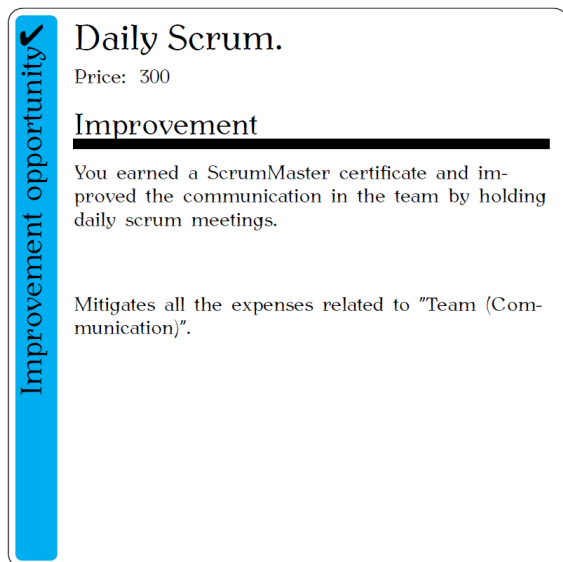 Improvement opportunity✔
Daily Scrum.
Price: 300
Improvement
You earned a ScrumMaster certificate and im-
proved the communication in the team by holding
daily scrum meetings.
Mitigates all the expenses related to "Team (Com-
munication)".